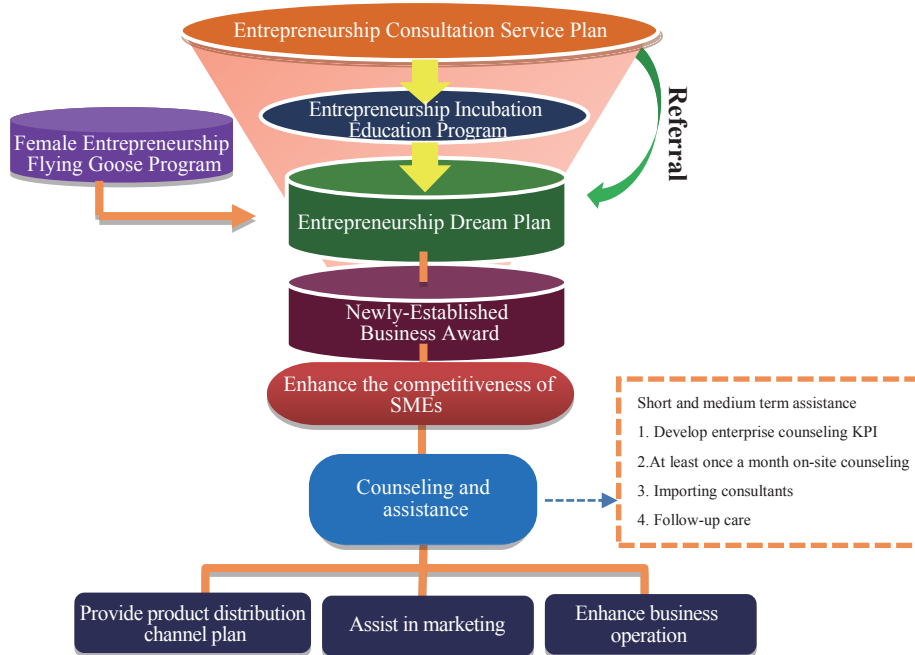 Entrepreneurship Consultation Service Plan
Referral
Entrepreneurship Incubation
Education Program
Female Entrepreneurship
Flying Goose Program
Entrepreneurship Dream Plan
Newly-Established
Business Award
Enhance the competitiveness of
SMEs
Short and medium term assistance
1. Develop enterprise counseling KPI
2.At least once a month on-site counseling
3. Importing consultants
4. Follow-up care
Counseling and
assistance
Provide product distribution
channel plan
Assist in marketing
Enhance business
operation